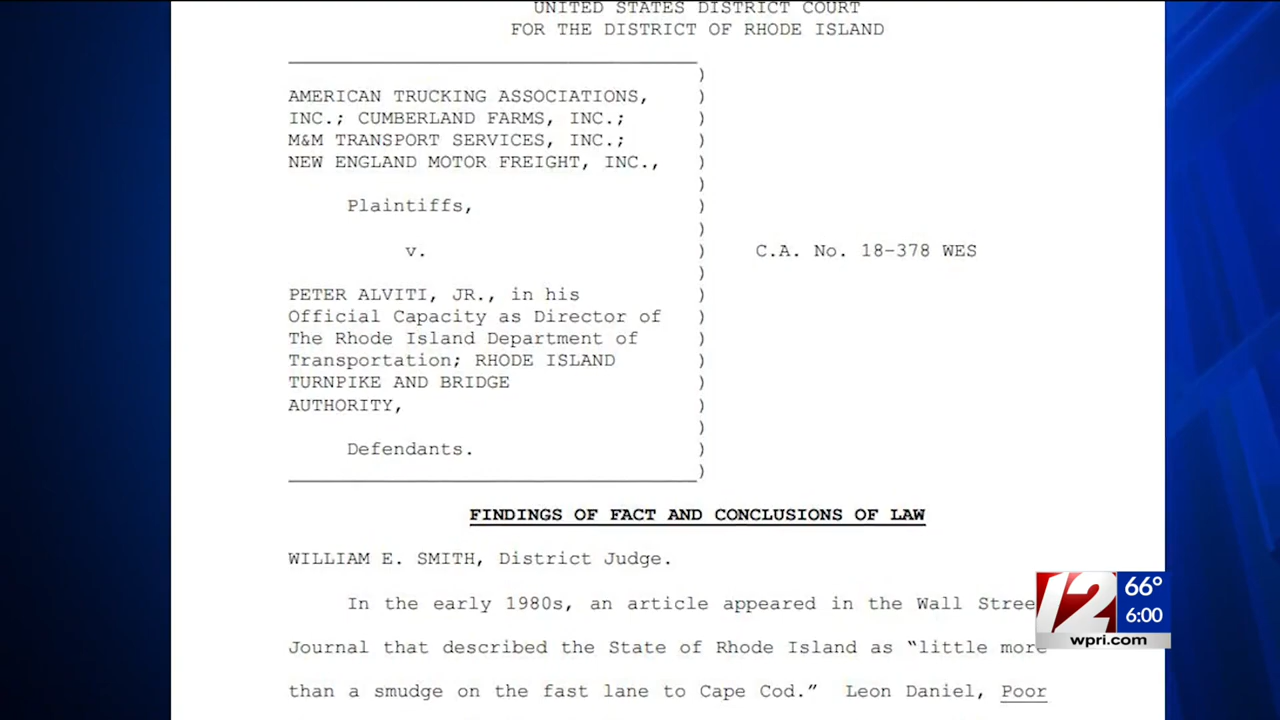 UNITED STATES DISTRICT COURT
FOR THE DISTRICT OF RHODE ISLAND
AMERICAN TRUCKING ASSOCIATIONS, )
INC.; CUMBERLAND FARMS, INC.; )
M&M TRANSPORT SERVICES, INC.; )
NEW ENGLAND MOTOR FREIGHT, INC., )
)
Plaintiffs, )
)
v. ) C.A. No. 18-378 WES
)
PETER ALVITI, JR., in his )
Official Capacity as Director of )
The Rhode Island Department of )
Transportation; RHODE ISLAND )
TURNPIKE AND BRIDGE )
AUTHORITY, )
)
Defendants. )
)
FINDINGS OF FACT AND CONCLUSIONS OF LAW
WILLIAM E. SMITH, District Judge.
In the early 1980s, an article appeared in the Wall Stree
Journal that described the State of Rhode Island as “little more
than a smudge on the fast lane to Cape Cod.” Leon Daniel, Poor
12
66°
6:00
wpri.com